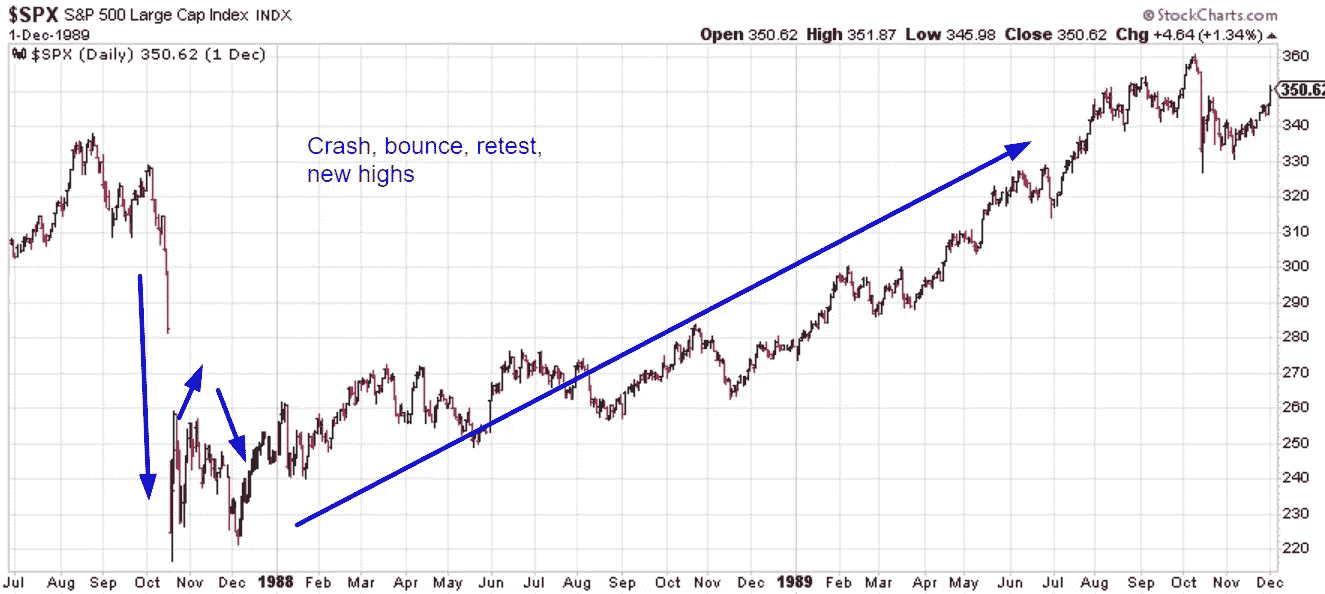 $SPX S&P 500 Large Cap Index INDX
© StockCharts.com
1-Dec-1989
Open 350.62 High 351.87 Low 345.98 Close 350.62 Chg +4.64 (+1.34%)
$SPX (Daily) 350.62 (1 Dec)
Crash, bounce, retest,
new highs
360
350.62
340
330
320
310
300
290
280
270
260
250
240
230
220
Jul Aug Sep Oct Nov Dec 1988 Feb Mar Apr May Jun Jul Aug Sep Oct Nov Dec 1989 Feb Mar Apr May Jun Jul Aug Sep Oct Nov Dec